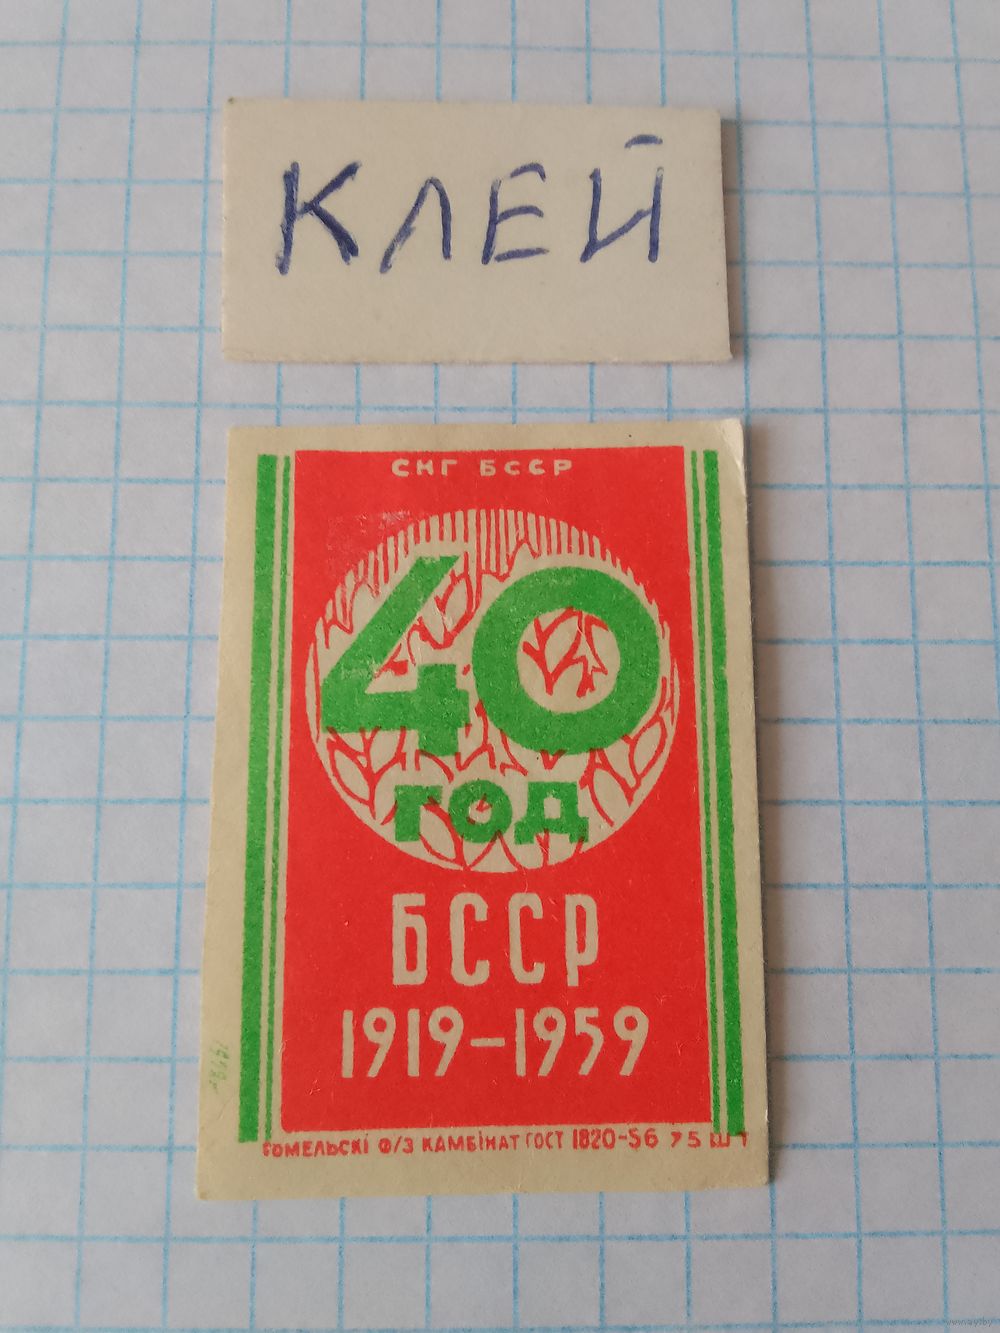 КЛЕЙ
СНГ БССР
40
год
БССР
1919-1959
ГОМЕЛЬСКІ Ф/З КАМБІНАТ ГОСТ 1820-56 75 ШТ